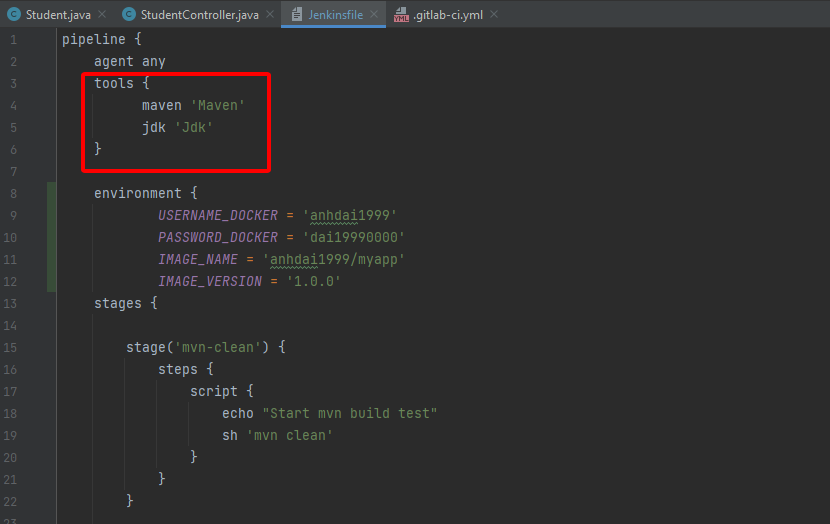 Student.java StudentController.java Jenkinsfile .gitlab-ci.yml
1 pipeline {
2 agent any
3 tools {
4 maven 'Maven'
5 jdk 'Jdk'
6 }
7
8 environment {
9 USERNAME_DOCKER = 'anhdai1999'
10 PASSWORD_DOCKER = 'dai19990000'
11 IMAGE_NAME = 'anhdai1999/myapp'
12 IMAGE_VERSION = '1.0.0'
13 stages {
14
15 stage('mvn-clean') {
16 steps {
17 script {
18 echo "Start mvn build test"
19 sh 'mvn clean'
20 }
21 }
22 }
23